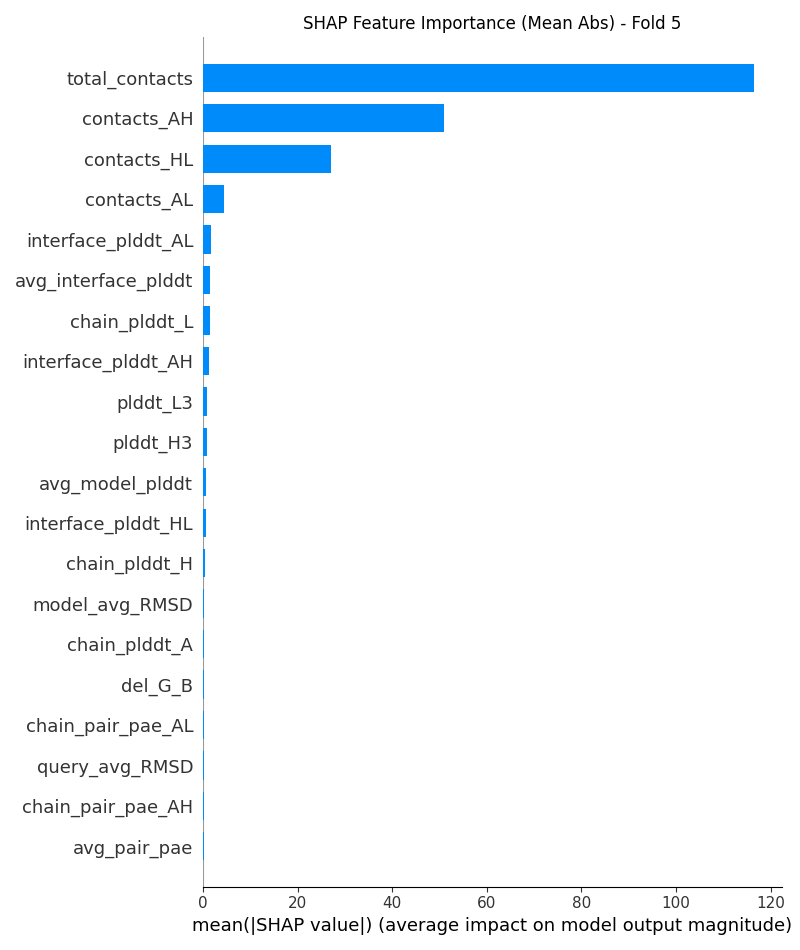 SHAP Feature Importance (Mean Abs) - Fold 5
total_contacts
contacts_AH
contacts_HL
contacts_AL
interface_plddt_AL
avg_interface_plddt
chain_plddt_L
interface_plddt_AH
plddt_L3
plddt_H3
avg_model_plddt
interface_plddt_HL
chain_plddt_H
model_avg_RMSD
chain_plddt_A
del_G_B
chain_pair_pae_AL
query_avg_RMSD
chain_pair_pae_AH
avg_pair_pae
0 20 40 60 80 100 120
mean(|SHAP value|) (average impact on model output magnitude)